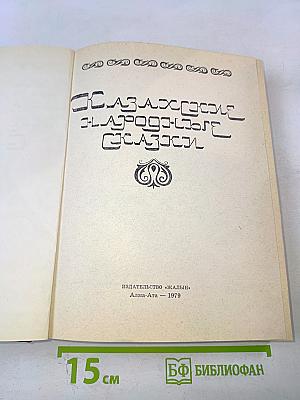 КАЗАХСКИЕ
НАРОДНЫЕ
СКАЗКИ
ИЗДАТЕЛЬСТВО «ЖАЛЫН»
Алма-Ата — 1979
15 см
БФ БИБЛИОФАН